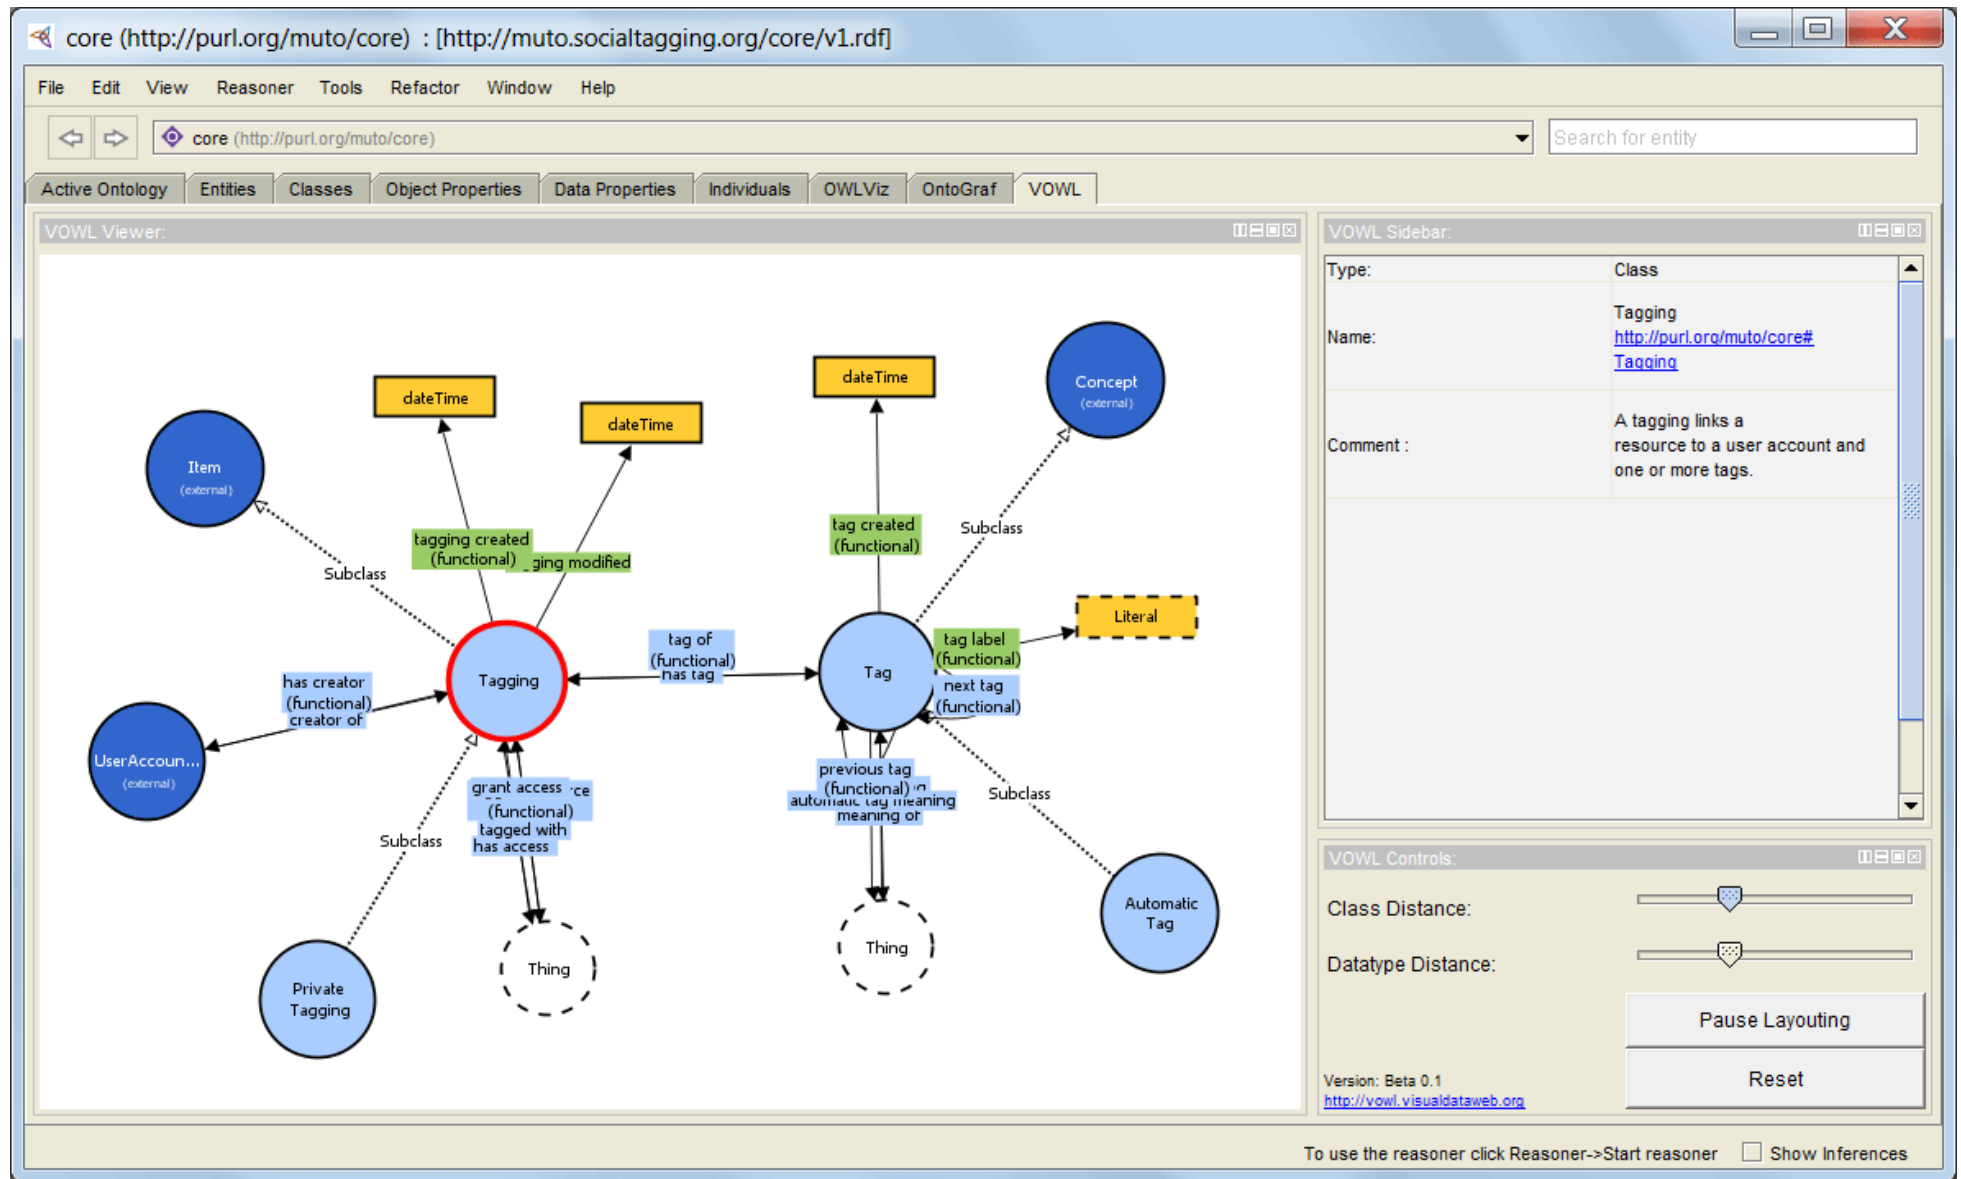 core (http://purl.org/muto/core) : [http://muto.socialtagging.org/core/v1.rdf]
File Edit View Reasoner Tools Refactor Window Help
core (http://purl.org/muto/core)
Search for entity
Active Ontology Entities Classes Object Properties Data Properties Individuals OWLViz OntoGraf VOWL
VOWL Viewer:
dateTime
dateTime
dateTime
Concept
(external)
Item
(external)
tagging created
(functional)
ging modified
tag created
(functional)
Subclass
Subclass
Literal
tag of
(functional)
has tag
tag label
(functional)
Tagging
Tag
next tag
(functional)
has creator
(functional)
creator of
UserAccoun...
(external)
grant access
rce
(functional)
tagged with
has access
previous tag
(functional)
automatic tag meaning
meaning of
Subclass
Subclass
Automatic
Tag
Thing
Thing
Private
Tagging
VOWL Sidebar:
Type: Class
Name: Tagging
http://purl.org/muto/core#
Tagging
Comment : A tagging links a
resource to a user account and
one or more tags.
VOWL Controls:
Class Distance:
Datatype Distance:
Pause Layouting
Reset
Version: Beta 0.1
http://vowl.visualdataweb.org
To use the reasoner click Reasoner->Start reasoner Show Inferences